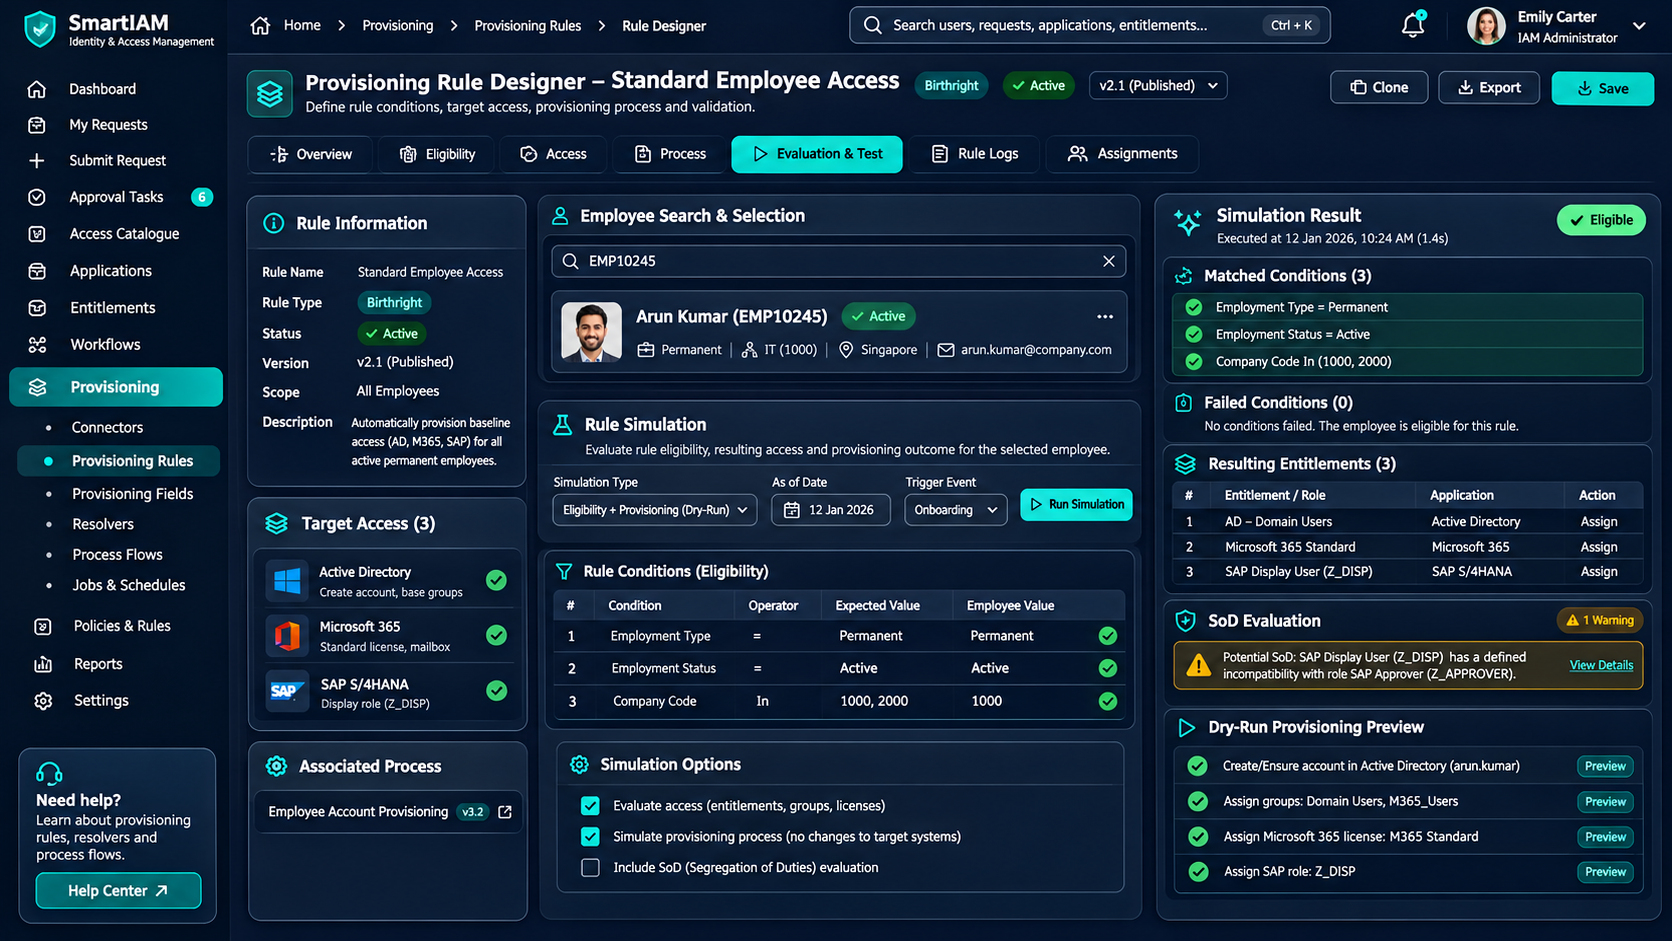 SmartIAM
Identity & Access Management
Home
Provisioning
Provisioning Rules
Rule Designer
Search users, requests, applications, entitlements...
Ctrl + K
Emily Carter
IAM Administrator
Dashboard
My Requests
Submit Request
Approval Tasks
6
Access Catalogue
Applications
Entitlements
Workflows
Provisioning
Connectors
Provisioning Rules
Provisioning Fields
Resolvers
Process Flows
Jobs & Schedules
Policies & Rules
Reports
Settings
Need help?
Learn about provisioning
rules, resolvers and
process flows.
Help Center
Provisioning Rule Designer – Standard Employee Access
Birthright
Active
v2.1 (Published)
Define rule conditions, target access, provisioning process and validation.
Clone
Export
Save
Overview
Eligibility
Access
Process
Evaluation & Test
Rule Logs
Assignments
Rule Information
Rule Name Standard Employee Access
Rule Type Birthright
Status Active
Version v2.1 (Published)
Scope All Employees
Description Automatically provision baseline
access (AD, M365, SAP) for all
active permanent employees.
Target Access (3)
Active Directory
Create account, base groups
Microsoft 365
Standard license, mailbox
SAP
SAP S/4HANA
Display role (Z_DISP)
Associated Process
Employee Account Provisioning v3.2
Employee Search & Selection
EMP10245
Arun Kumar (EMP10245)
Active
Permanent
IT (1000)
Singapore
arun.kumar@company.com
Rule Simulation
Evaluate rule eligibility, resulting access and provisioning outcome for the selected employee.
Simulation Type
Eligibility + Provisioning (Dry-Run)
As of Date
12 Jan 2026
Trigger Event
Onboarding
Run Simulation
Rule Conditions (Eligibility)
# Condition Operator Expected Value Employee Value
1 Employment Type = Permanent Permanent
2 Employment Status = Active Active
3 Company Code In 1000, 2000 1000
Simulation Options
Evaluate access (entitlements, groups, licenses)
Simulate provisioning process (no changes to target systems)
Include SoD (Segregation of Duties) evaluation
Simulation Result
Executed at 12 Jan 2026, 10:24 AM (1.4s)
Eligible
Matched Conditions (3)
Employment Type = Permanent
Employment Status = Active
Company Code In (1000, 2000)
Failed Conditions (0)
No conditions failed. The employee is eligible for this rule.
Resulting Entitlements (3)
# Entitlement / Role Application Action
1 AD – Domain Users Active Directory Assign
2 Microsoft 365 Standard Microsoft 365 Assign
3 SAP Display User (Z_DISP) SAP S/4HANA Assign
SoD Evaluation
1 Warning
Potential SoD: SAP Display User (Z_DISP) has a defined
incompatibility with role SAP Approver (Z_APPROVER).
View Details
Dry-Run Provisioning Preview
Create/Ensure account in Active Directory (arun.kumar) Preview
Assign groups: Domain Users, M365_Users Preview
Assign Microsoft 365 license: M365 Standard Preview
Assign SAP role: Z_DISP Preview